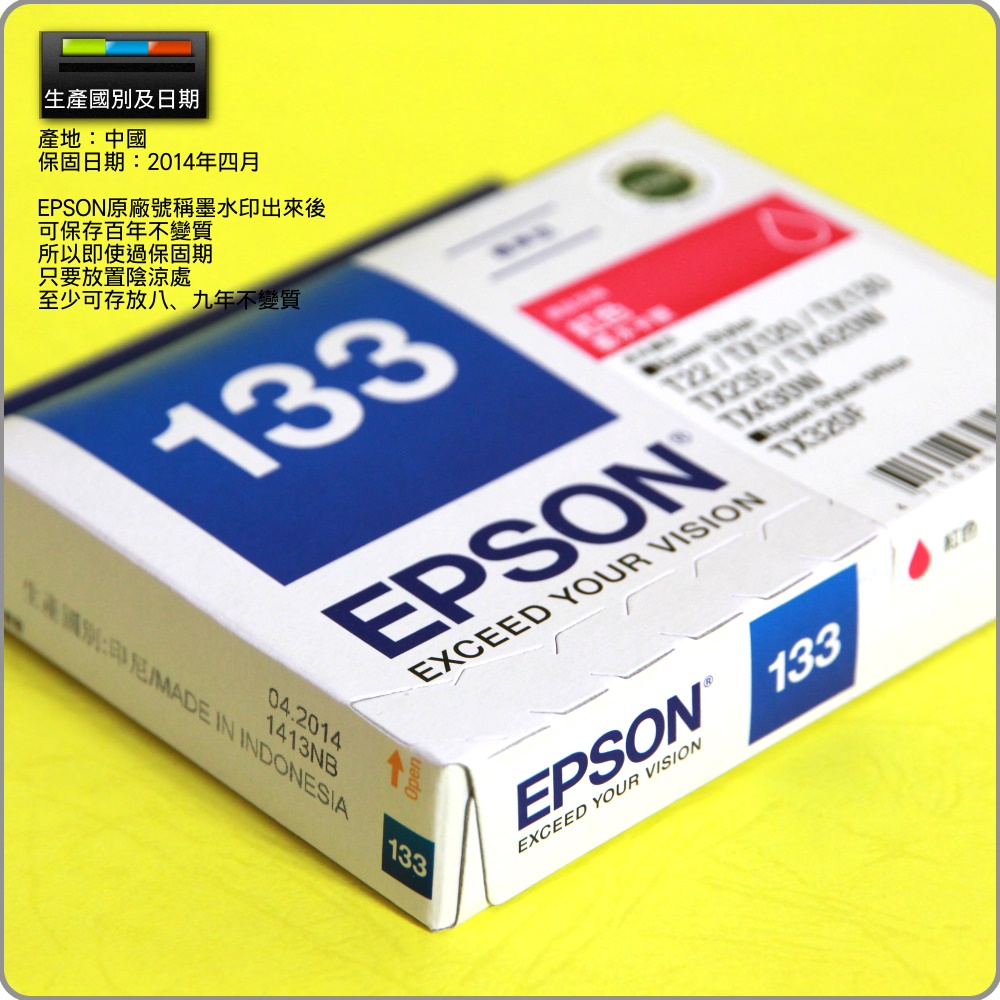 生產國別及日期
產地：中國
保固日期：2014年四月
EPSON原廠號稱墨水印出來後
可保存百年不變質
所以即使過保固期
只要放置陰涼處
至少可存放八、九年不變質
133
紅色
T22 / TX120 / TX130
TX235 / TX420W
TX430W
■Epson Stylus Office
TX320F
EPSON®
EXCEED YOUR VISION
紅色
生產國別:印尼/MADE IN INDONESIA
04.2014
1413NB
Open
133
EPSON®
EXCEED YOUR VISION
133